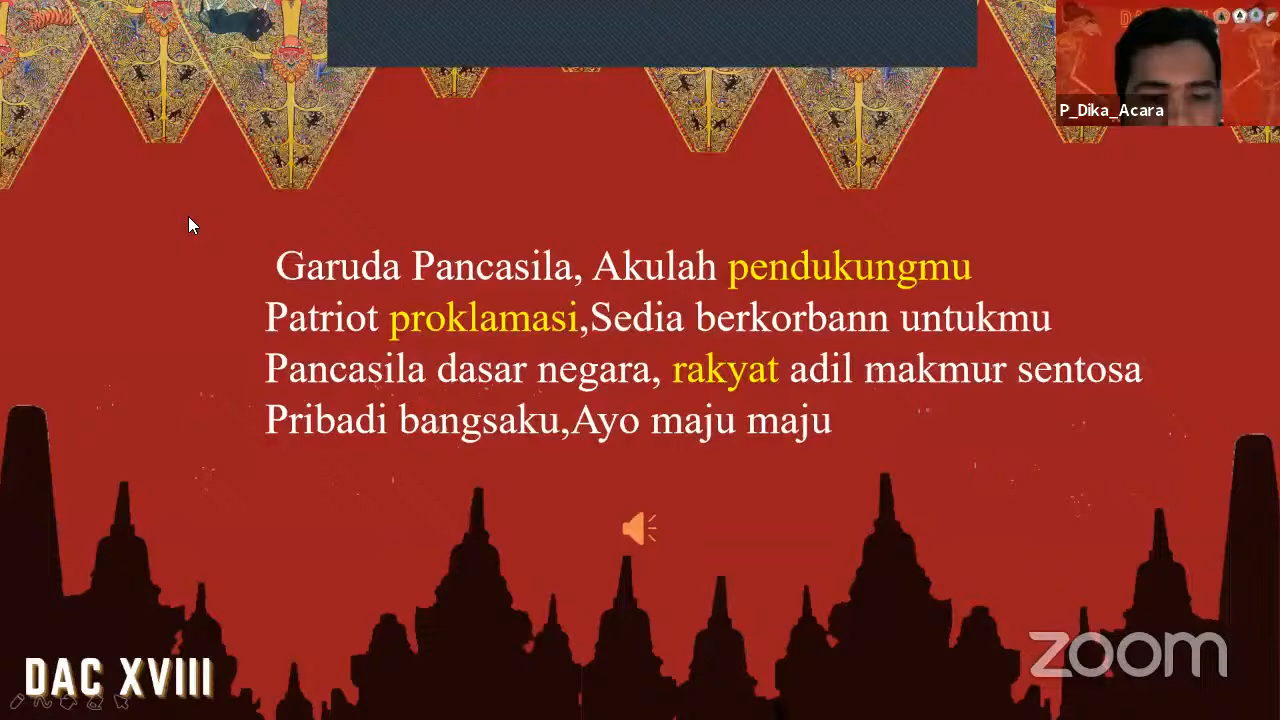 P_Dika_Acara
Garuda Pancasila, Akulah pendukungmu
Patriot proklamasi,Sedia berkorbann untukmu
Pancasila dasar negara, rakyat adil makmur sentosa
Pribadi bangsaku,Ayo maju maju
zoom
DAC XVIII